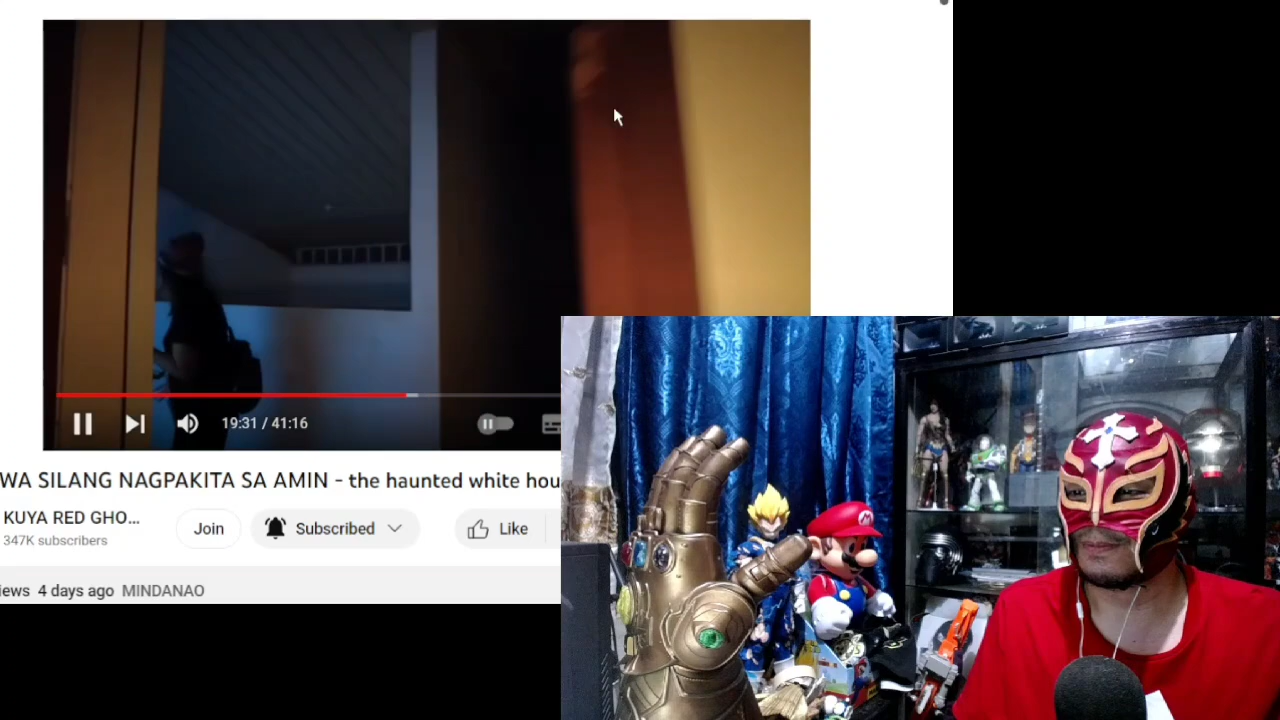 19:31 / 41:16
WA SILANG NAGPAKITA SA AMIN - the haunted white hou
KUYA RED GHO...
347K subscribers
Join
Subscribed
Like
iews 4 days ago MINDANAO
M